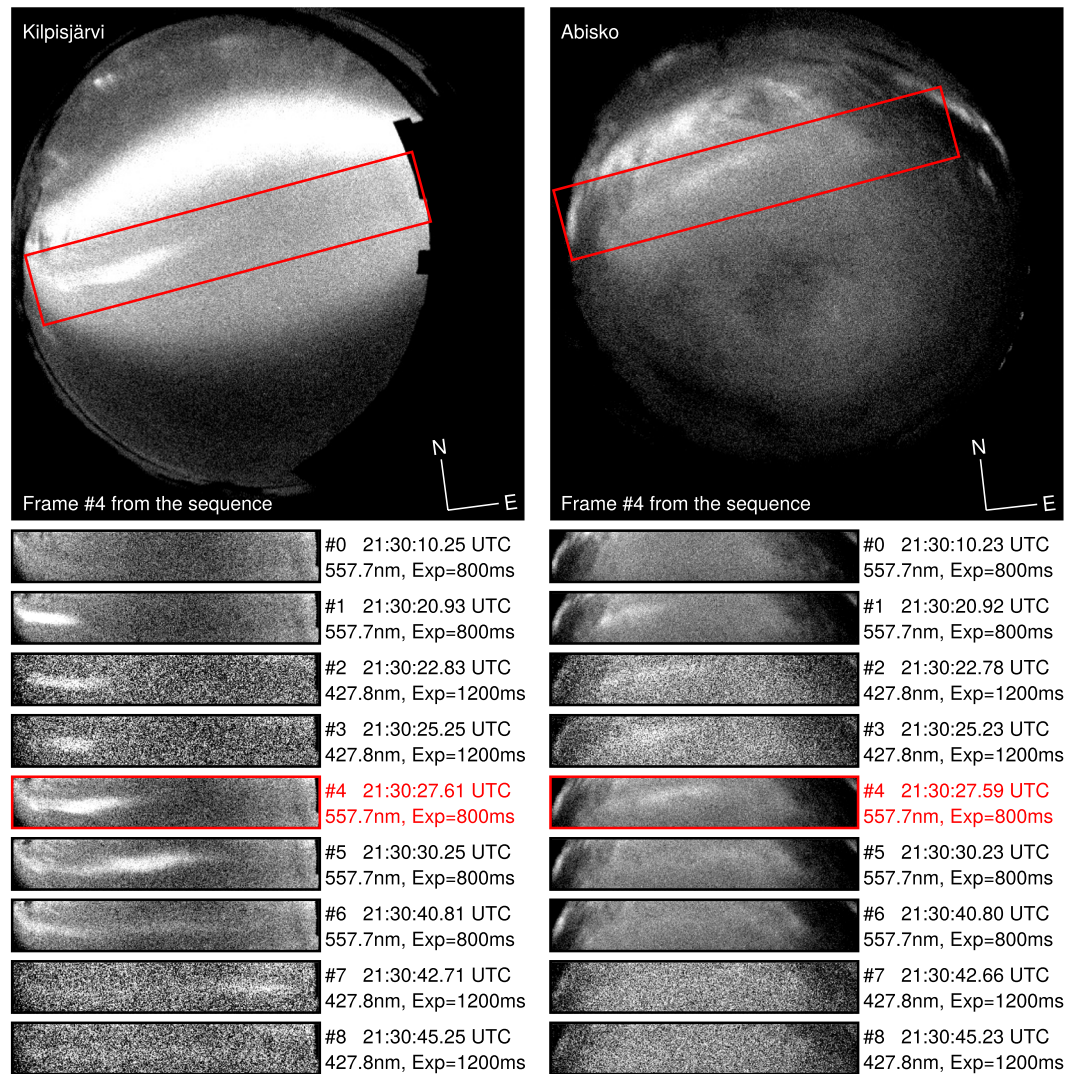 Kilpisjärvi
N
E
Frame #4 from the sequence
#0 21:30:10.25 UTC
557.7nm, Exp=800ms
#1 21:30:20.93 UTC
557.7nm, Exp=800ms
#2 21:30:22.83 UTC
427.8nm, Exp=1200ms
#3 21:30:25.25 UTC
427.8nm, Exp=1200ms
#4 21:30:27.61 UTC
557.7nm, Exp=800ms
#5 21:30:30.25 UTC
557.7nm, Exp=800ms
#6 21:30:40.81 UTC
557.7nm, Exp=800ms
#7 21:30:42.71 UTC
427.8nm, Exp=1200ms
#8 21:30:45.25 UTC
427.8nm, Exp=1200ms
Abisko
N
E
Frame #4 from the sequence
#0 21:30:10.23 UTC
557.7nm, Exp=800ms
#1 21:30:20.92 UTC
557.7nm, Exp=800ms
#2 21:30:22.78 UTC
427.8nm, Exp=1200ms
#3 21:30:25.23 UTC
427.8nm, Exp=1200ms
#4 21:30:27.59 UTC
557.7nm, Exp=800ms
#5 21:30:30.23 UTC
557.7nm, Exp=800ms
#6 21:30:40.80 UTC
557.7nm, Exp=800ms
#7 21:30:42.66 UTC
427.8nm, Exp=1200ms
#8 21:30:45.23 UTC
427.8nm, Exp=1200ms